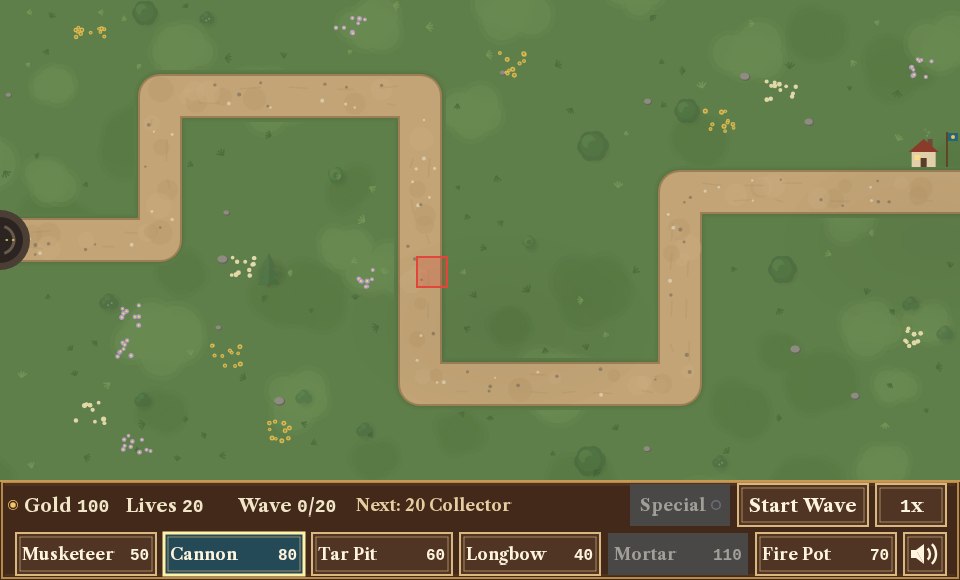 Gold 100 Lives 20 Wave 0/20 Next: 20 Collector Special Start Wave 1x
Musketeer 50 Cannon 80 Tar Pit 60 Longbow 40 Mortar 110 Fire Pot 70